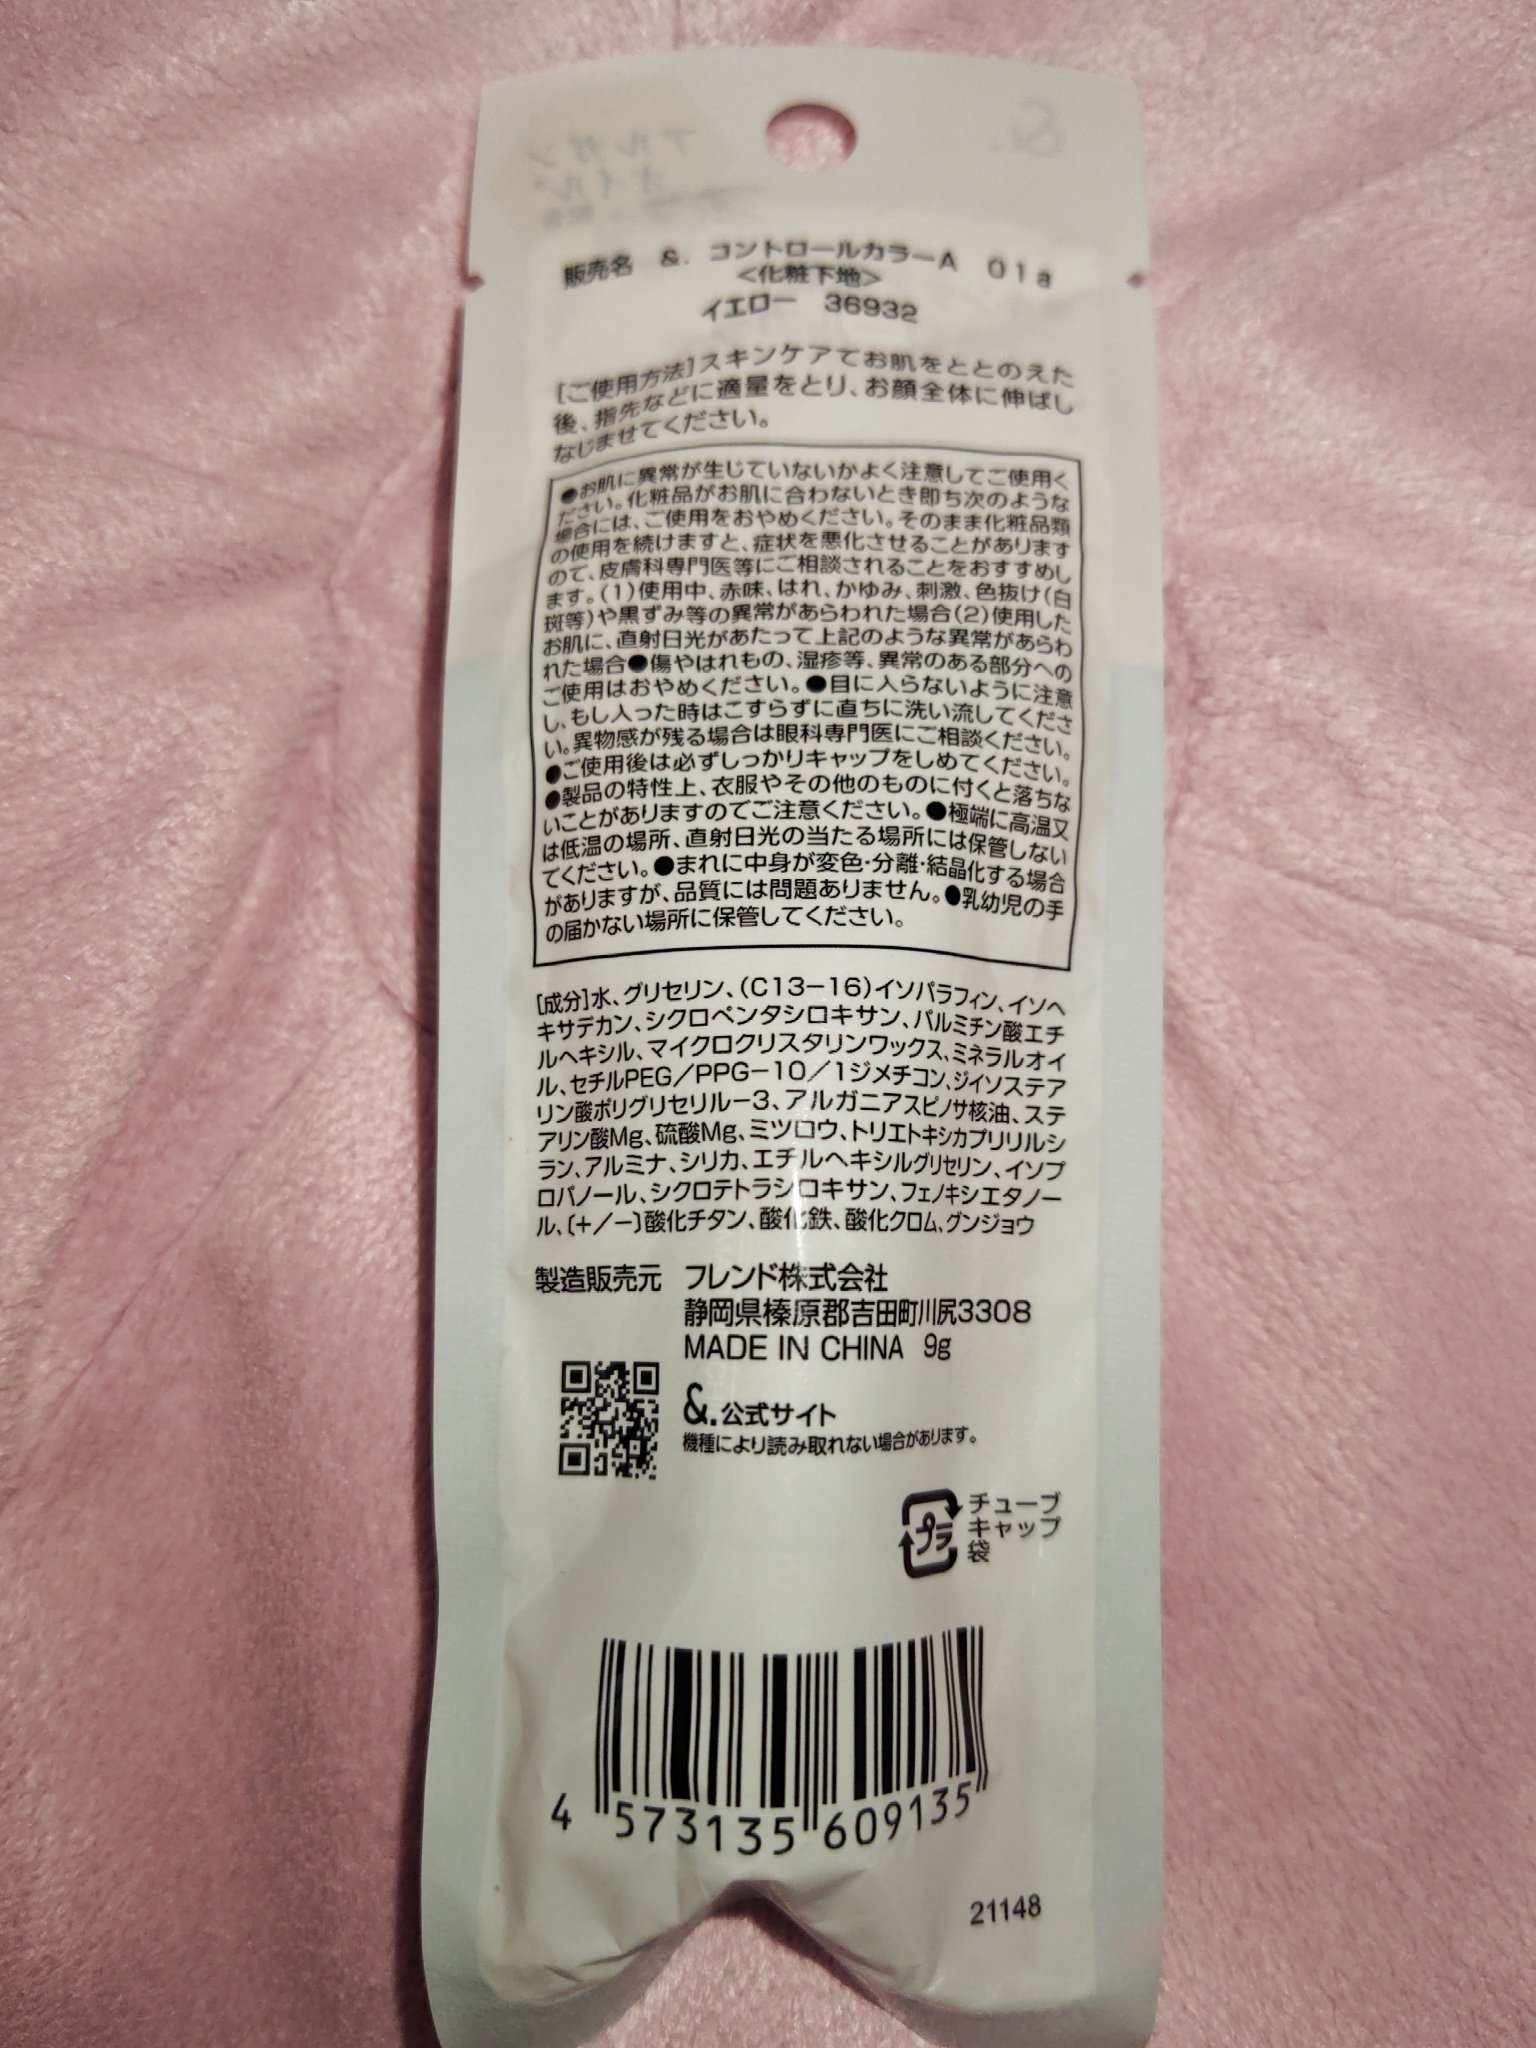 販売名 &. コントロールカラーA 01a
<化粧下地>
イエロー 36932
[ご使用方法]スキンケアでお肌をととのえた
後、指先などに適量をとり、お顔全体に伸ばし
なじませてください。
●お肌に異常が生じていないかよく注意してご使用く
ださい。化粧品がお肌に合わないとき即ち次のような
場合には、ご使用をおやめください。そのまま化粧品類
の使用を続けますと、症状を悪化させることがあります
ので、皮膚科専門医等にご相談されることをおすすめし
ます。(1)使用中、赤味、はれ、かゆみ、刺激、色抜け(白
斑等)や黒ずみ等の異常があらわれた場合(2)使用した
お肌に、直射日光があたって上記のような異常があらわ
れた場合●傷やはれもの、湿疹等、異常のある部分への
ご使用はおやめください。●目に入らないように注意
し、もし入った時はこすらずに直ちに洗い流してくださ
い。異物感が残る場合は眼科専門医にご相談ください。
●ご使用後は必ずしっかりキャップをしめてください。
●製品の特性上、衣服やその他のものに付くと落ちな
いことがありますのでご注意ください。●極端に高温又
は低温の場所、直射日光の当たる場所には保管しない
でください。●まれに中身が変色・分離・結晶化する場合
がありますが、品質には問題ありません。●乳幼児の手
の届かない場所に保管してください。
[成分]水、グリセリン、(C13-16)イソパラフィン、イソヘ
キサデカン、シクロペンタシロキサン、パルミチン酸エチ
ルヘキシル、マイクロクリスタリンワックス、ミネラルオイ
ル、セチルPEG/PPG-10/1ジメチコン、ジイソステア
リン酸ポリグリセリル-3、アルガニアスピノサ核油、ステ
アリン酸Mg、硫酸Mg、ミツロウ、トリエトキシカプリリルシ
ラン、アルミナ、シリカ、エチルヘキシルグリセリン、イソプ
ロパノール、シクロテトラシロキサン、フェノキシエタノー
ル、(+/-)酸化チタン、酸化鉄、酸化クロム、グンジョウ
製造販売元 フレンド株式会社
静岡県榛原郡吉田町川尻3308
MADE IN CHINA 9g
&.公式サイト
機種により読み取れない場合があります。
プラ
チューブ
キャップ
袋
4 573135 609135
21148